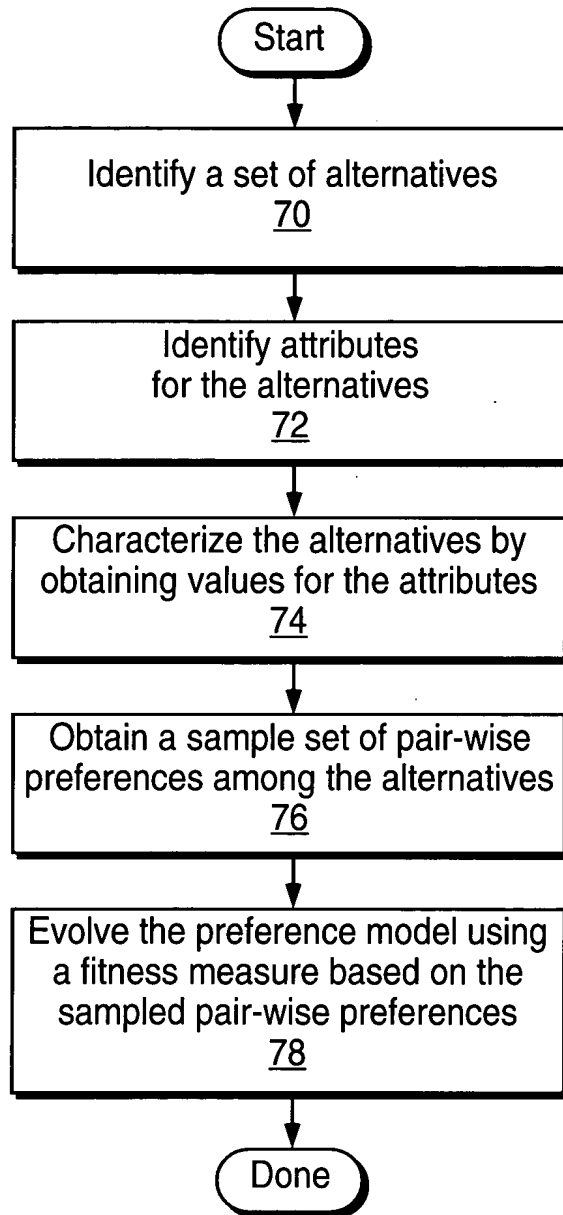 Start
Identify a set of alternatives
70
Identify attributes
for the alternatives
72
Characterize the alternatives by
obtaining values for the attributes
74
Obtain a sample set of pair-wise
preferences among the alternatives
76
Evolve the preference model using
a fitness measure based on the
sampled pair-wise preferences
78
Done